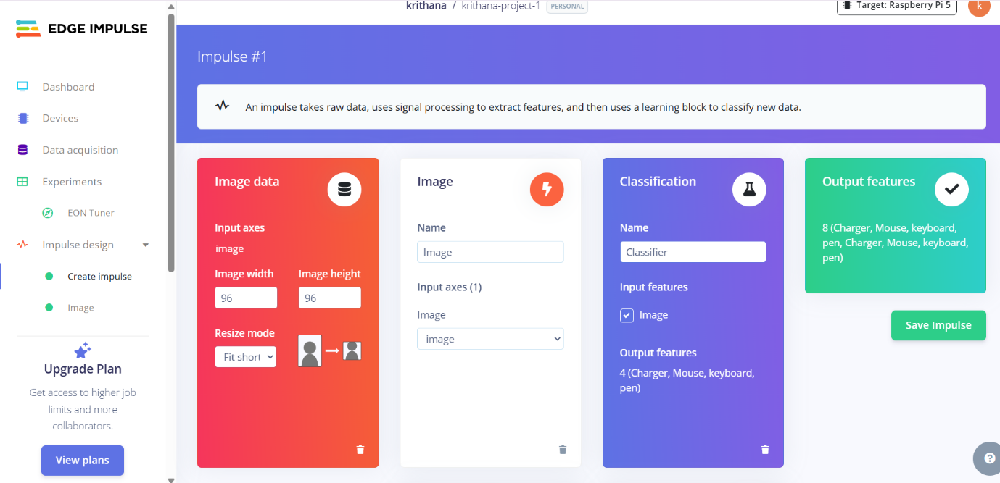 EDGE IMPULSE
Dashboard
Devices
Data acquisition
Experiments
EON Tuner
Impulse design
Create impulse
Image
Upgrade Plan
Get access to higher job
limits and more
collaborators.
View plans
krithana / krithana-project-1 PERSONAL
Target: Raspberry Pi 5
k
Impulse #1
An impulse takes raw data, uses signal processing to extract features, and then uses a learning block to classify new data.
Image data
Input axes
image
Image width Image height
96 96
Resize mode
Fit short
Image
Name
Image
Input axes (1)
Image
image
Classification
Name
Classifier
Input features
Image
Output features
4 (Charger, Mouse, keyboard,
pen)
Output features
8 (Charger, Mouse, keyboard,
pen, Charger, Mouse, keyboard,
pen)
Save Impulse
?